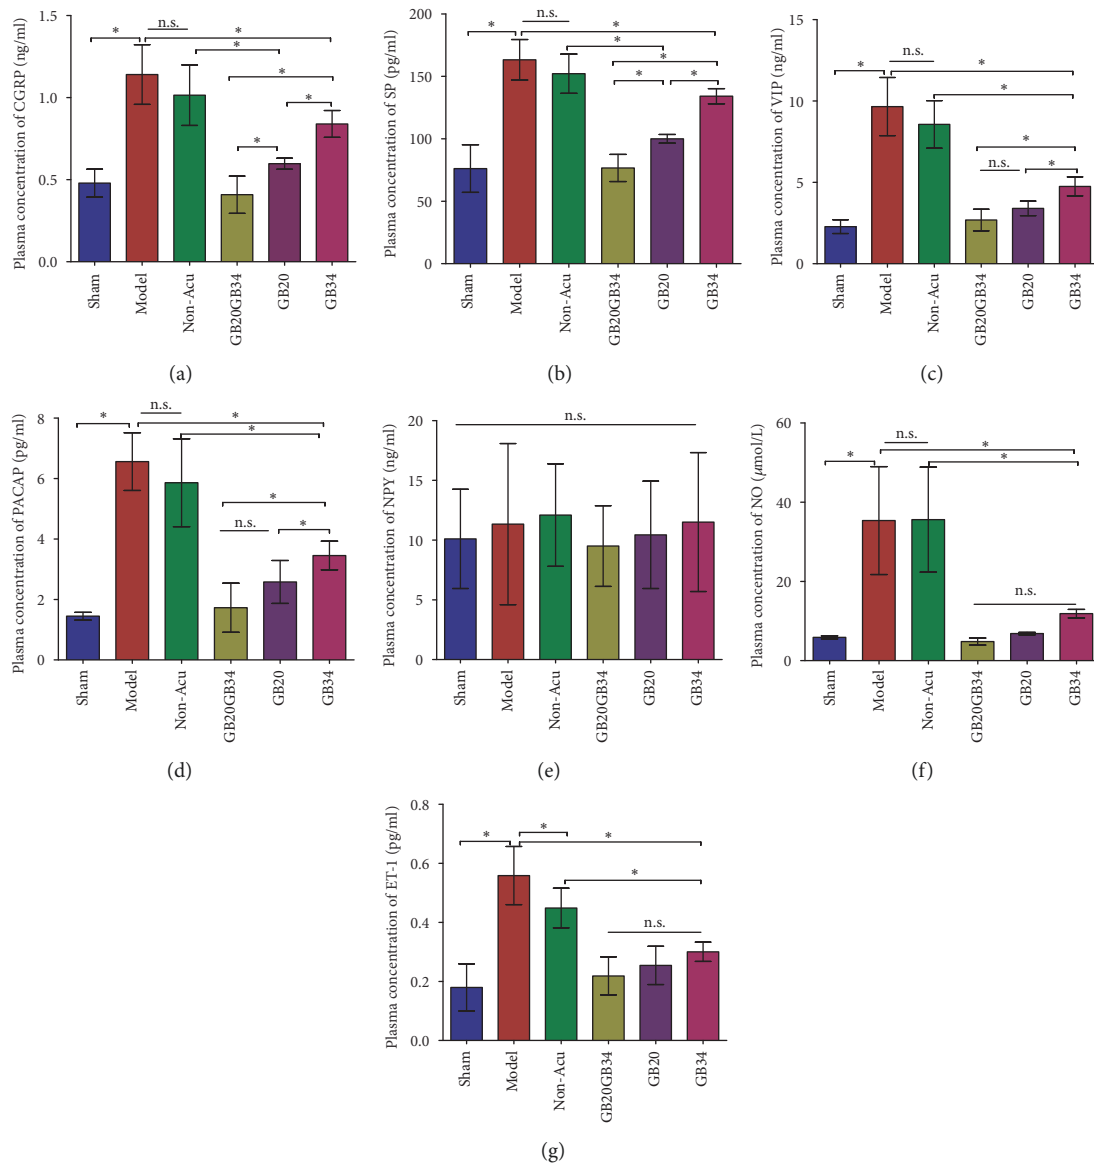 Plasma concentration of CGRP (ng/ml)
1.5
1.0
0.5
0.0
*
n.s.
*
*
*
*
*
Sham
Model
Non-Acu
GB20GB34
GB20
GB34
(a)
Plasma concentration of SP (pg/ml)
200
150
100
50
0
*
n.s.
*
*
*
*
*
Sham
Model
Non-Acu
GB20GB34
GB20
GB34
(b)
Plasma concentration of VIP (ng/ml)
15
10
5
0
*
n.s.
*
*
*
n.s.
*
Sham
Model
Non-Acu
GB20GB34
GB20
GB34
(c)
Plasma concentration of PACAP (pg/ml)
8
6
4
2
0
*
n.s.
*
*
*
n.s.
*
Sham
Model
Non-Acu
GB20GB34
GB20
GB34
(d)
Plasma concentration of NPY (ng/ml)
20
15
10
5
0
n.s.
Sham
Model
Non-Acu
GB20GB34
GB20
GB34
(e)
Plasma concentration of NO (μmol/L)
60
40
20
0
*
n.s.
*
*
n.s.
Sham
Model
Non-Acu
GB20GB34
GB20
GB34
(f)
Plasma concentration of ET-1 (pg/ml)
0.8
0.6
0.4
0.2
0.0
*
*
*
*
n.s.
Sham
Model
Non-Acu
GB20GB34
GB20
GB34
(g)